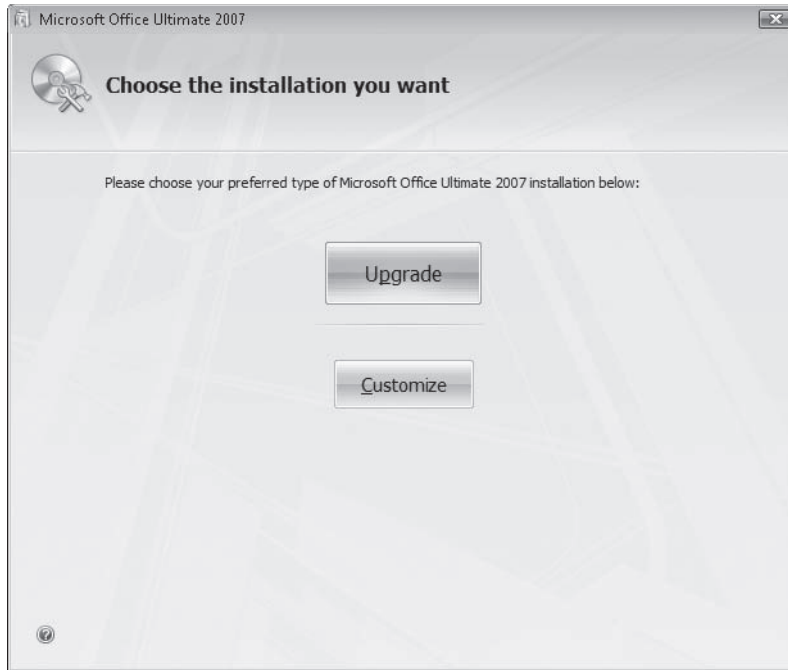 Microsoft Office Ultimate 2007
Choose the installation you want
Please choose your preferred type of Microsoft Office Ultimate 2007 installation below:
Upgrade
Customize